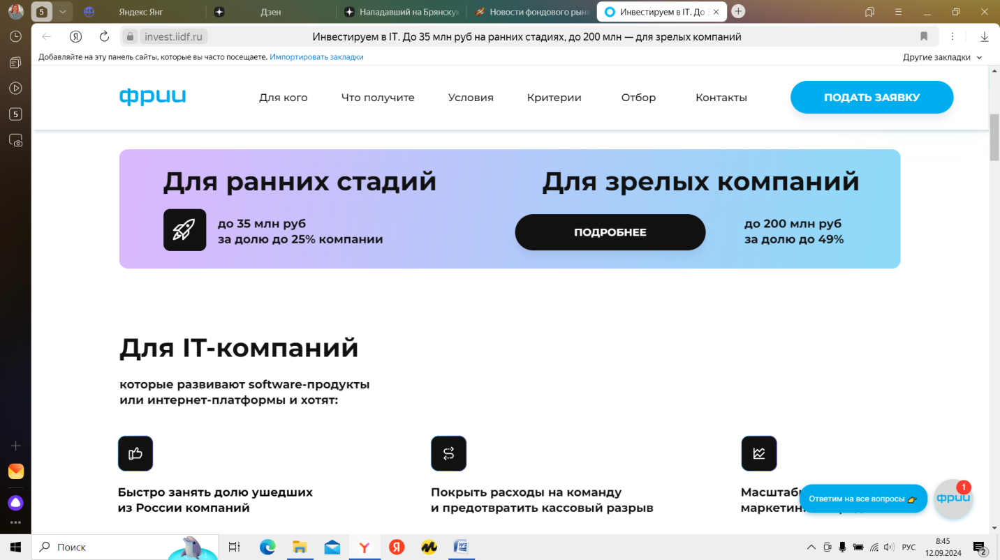 5
Яндекс Янг
Дзен
Нападавший на Брянску
Новости фондового рын
Инвестируем в IT. До
invest.iidf.ru
Инвестируем в IT. До 35 млн руб на ранних стадиях, до 200 млн — для зрелых компаний
Добавляйте на эту панель сайты, которые вы часто посещаете. Импортировать закладки
Другие закладки
5
фрии
Для кого
Что получите
Условия
Критерии
Отбор
Контакты
ПОДАТЬ ЗАЯВКУ
Для ранних стадий
до 35 млн руб
за долю до 25% компании
Для зрелых компаний
ПОДРОБНЕЕ
до 200 млн руб
за долю до 49%
Для IT-компаний
которые развивают software-продукты
или интернет-платформы и хотят:
Быстро занять долю ушедших
из России компаний
Покрыть расходы на команду
и предотвратить кассовый разрыв
Масштаб
маркетин
Ответим на все вопросы 👉
фрии
1
Поиск
РУС
8:45
12.09.2024
2